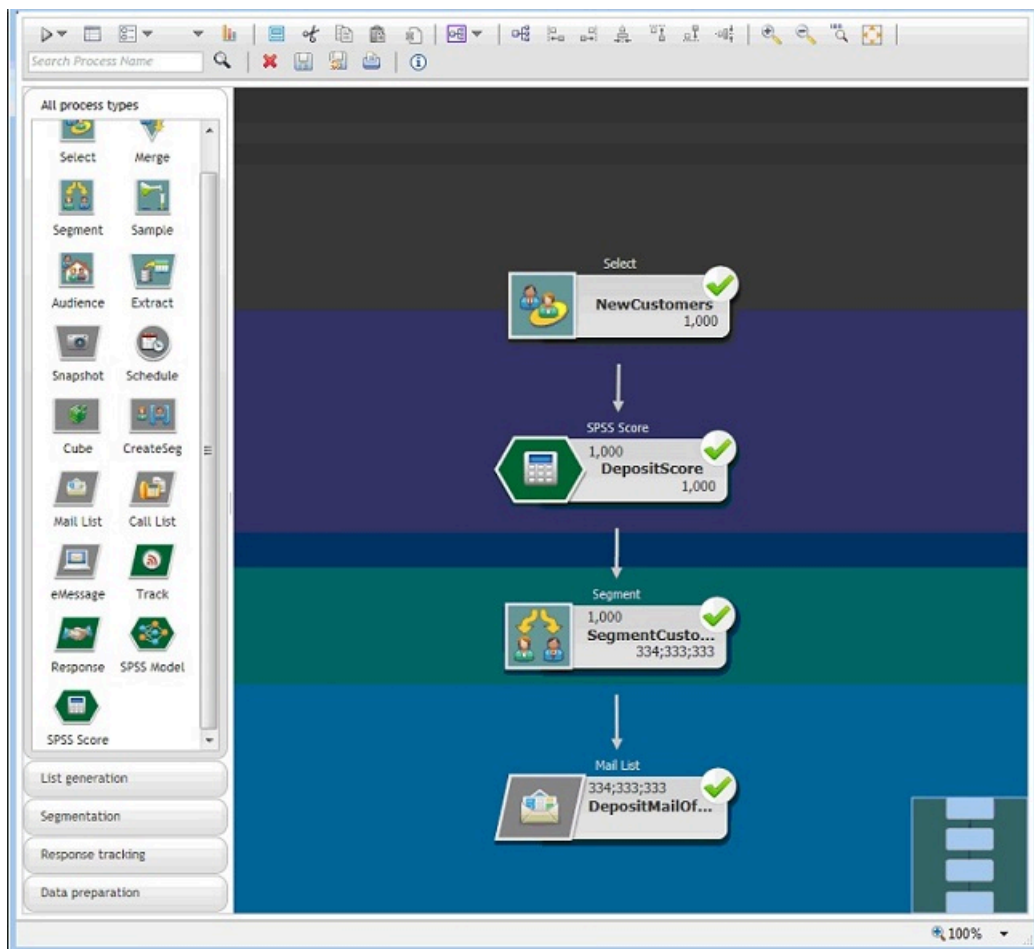 Search Process Name
All process types
Select Merge
Segment Sample
Audience Extract
Snapshot Schedule
Cube CreateSeg
Mail List Call List
eMessage Track
Response SPSS Model
SPSS Score
List generation
Segmentation
Response tracking
Data preparation
Select
NewCustomers
1,000
SPSS Score
1,000
DepositScore
1,000
Segment
1,000
SegmentCusto...
334;333;333
Mail List
334;333;333
DepositMailOf...
100%